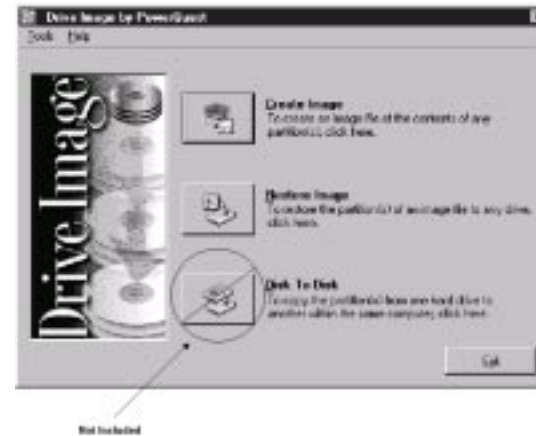 Drive Image by PowerQuest
Tools Help
Drive Image
Create Image
To create an image file of the contents of any
partition(s), click here.
Restore Image
To restore the partition(s) of an image file to any drive,
click here.
Disk To Disk
To copy the partition(s) from one hard drive to
another within the same computer, click here.
Exit
Not Included